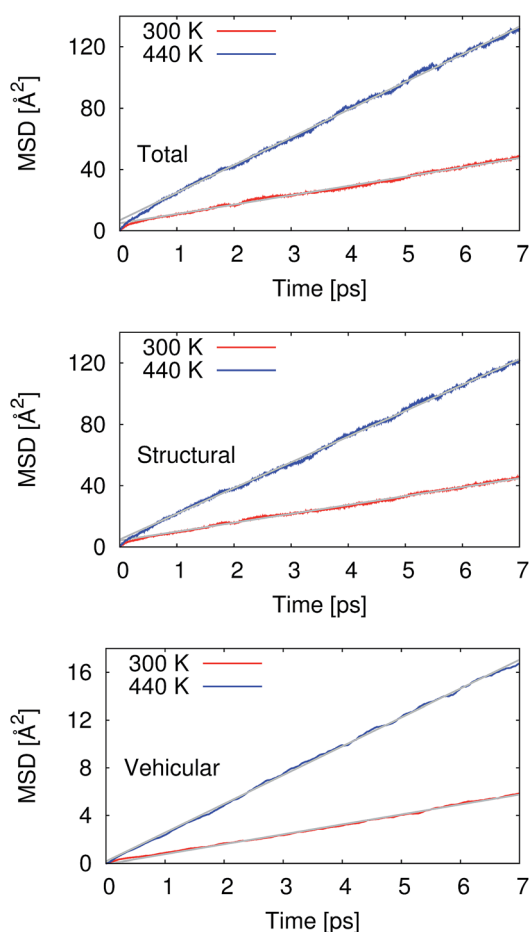 300 K
440 K
MSD [Å²]
Total
0
40
80
120
0 1 2 3 4 5 6 7
Time [ps]
300 K
440 K
MSD [Å²]
Structural
0
40
80
120
0 1 2 3 4 5 6 7
Time [ps]
300 K
440 K
MSD [Å²]
Vehicular
0
4
8
12
16
0 1 2 3 4 5 6 7
Time [ps]